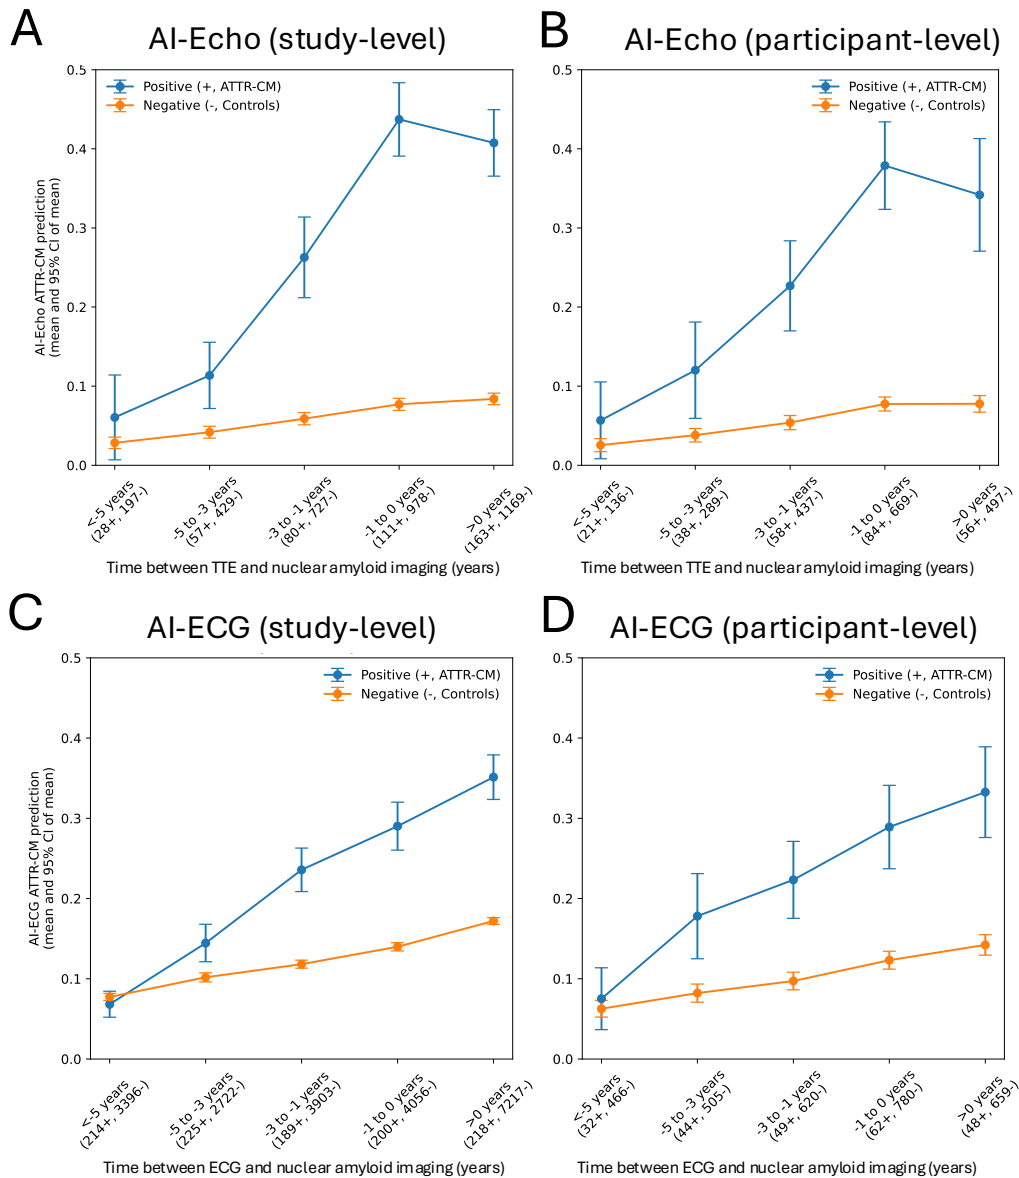 A
AI-Echo (study-level)
0.5
0.4
0.3
0.2
0.1
0.0
AI-Echo ATTR-CM prediction
(mean and 95% CI of mean)
Positive (+, ATTR-CM)
Negative (-, Controls)
<-5 years
(28+, 197-)
-5 to -3 years
(57+, 429-)
-3 to -1 years
(80+, 727-)
-1 to 0 years
(111+, 978-)
>0 years
(163+, 1169-)
Time between TTE and nuclear amyloid imaging (years)
B
AI-Echo (participant-level)
0.5
0.4
0.3
0.2
0.1
0.0
Positive (+, ATTR-CM)
Negative (-, Controls)
<-5 years
(21+, 136-)
-5 to -3 years
(38+, 289-)
-3 to -1 years
(58+, 437-)
-1 to 0 years
(84+, 669-)
>0 years
(56+, 497-)
Time between TTE and nuclear amyloid imaging (years)
C
AI-ECG (study-level)
0.5
0.4
0.3
0.2
0.1
0.0
AI-ECG ATTR-CM prediction
(mean and 95% CI of mean)
Positive (+, ATTR-CM)
Negative (-, Controls)
<-5 years
(214+, 3396-)
-5 to -3 years
(225+, 2722-)
-3 to -1 years
(189+, 3903-)
-1 to 0 years
(200+, 4056-)
>0 years
(218+, 7217-)
Time between ECG and nuclear amyloid imaging (years)
D
AI-ECG (participant-level)
0.5
0.4
0.3
0.2
0.1
0.0
Positive (+, ATTR-CM)
Negative (-, Controls)
<-5 years
(32+, 466-)
-5 to -3 years
(44+, 505-)
-3 to -1 years
(49+, 620-)
-1 to 0 years
(62+, 780-)
>0 years
(48+, 659-)
Time between ECG and nuclear amyloid imaging (years)